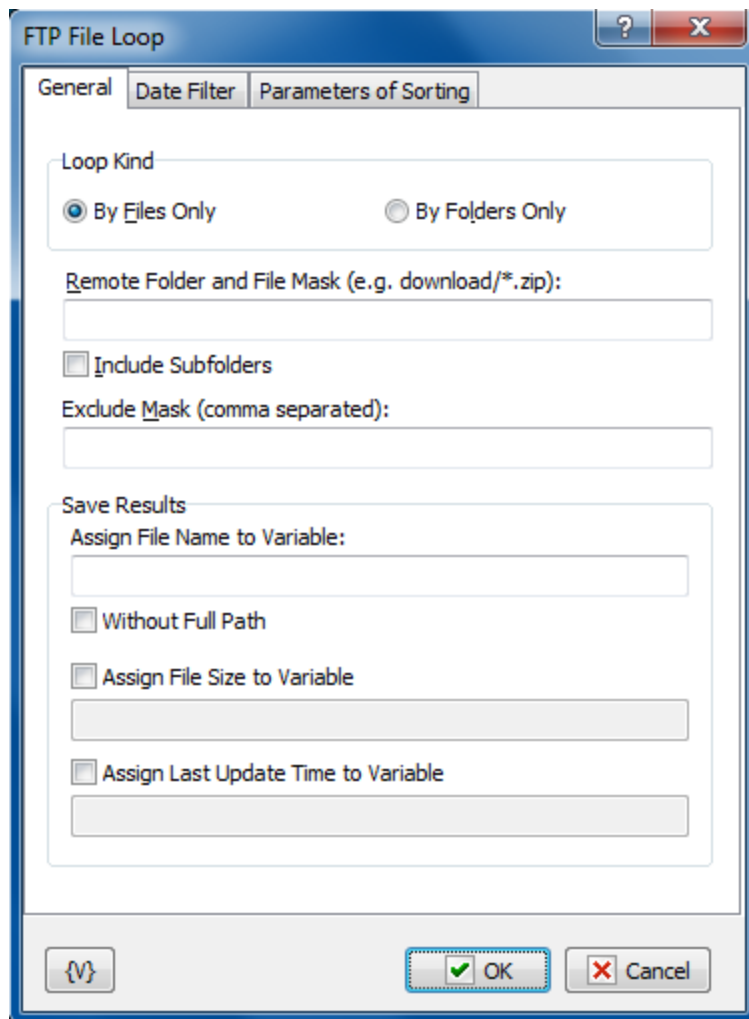 FTP File Loop ?
General Date Filter Parameters of Sorting
Loop Kind
By Files Only By Folders Only
Remote Folder and File Mask (e.g. download/*.zip):
Include Subfolders
Exclude Mask (comma separated):
Save Results
Assign File Name to Variable:
Without Full Path
Assign File Size to Variable
Assign Last Update Time to Variable
{V} OK Cancel